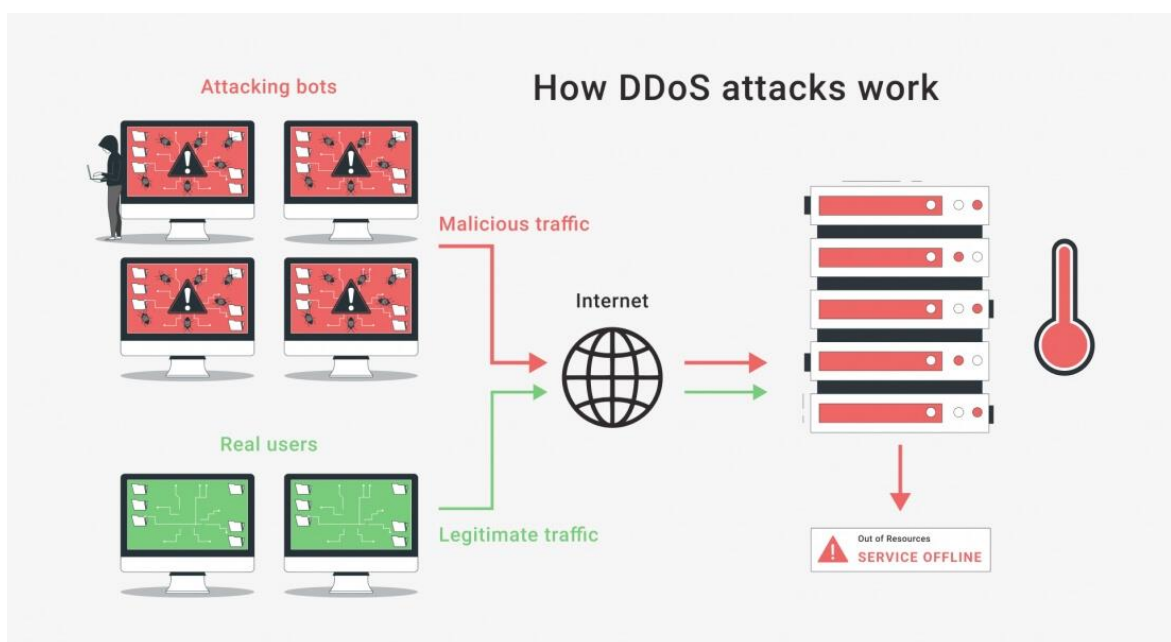 How DDoS attacks work
Attacking bots
Malicious traffic
Internet
Real users
Legitimate traffic
Out of Resources
SERVICE OFFLINE